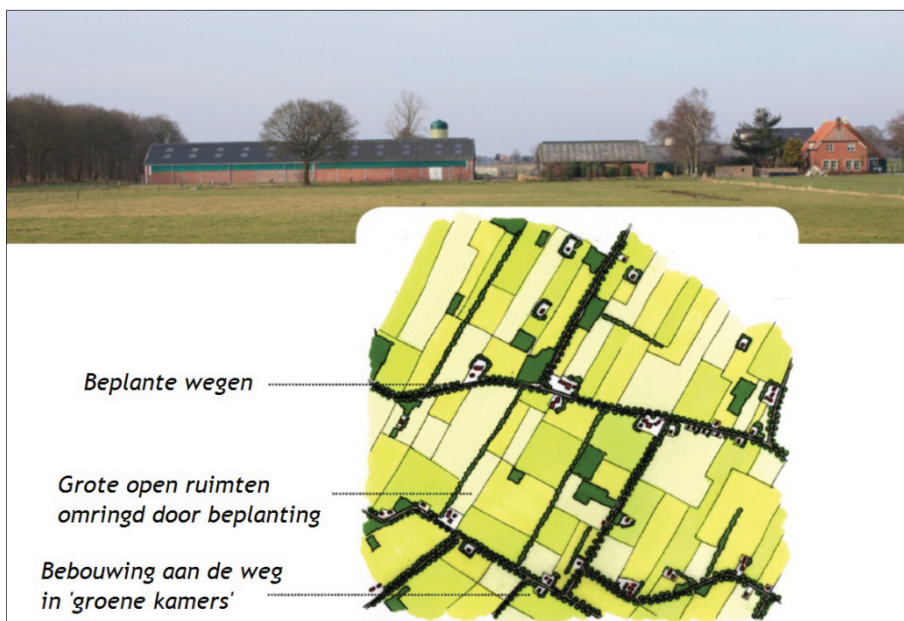 Beplante wegen
Grote open ruimten
omringd door beplanting
Bebouwing aan de weg
in 'groene kamers'